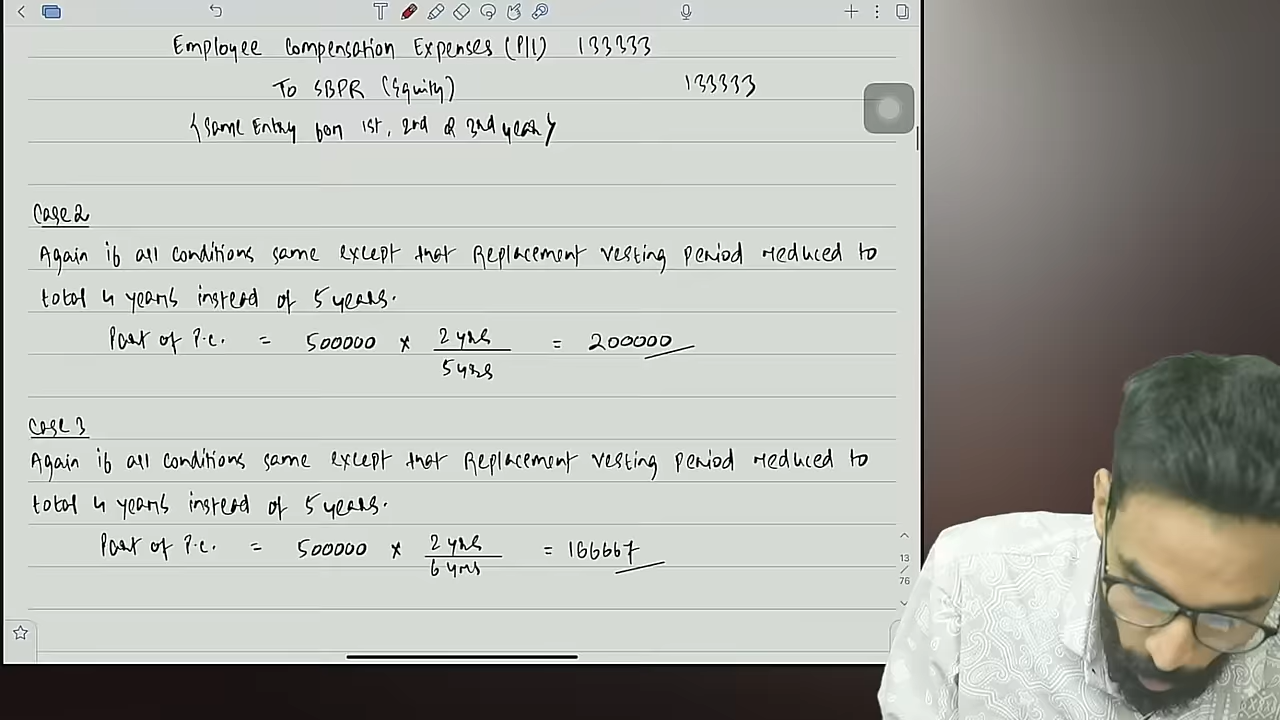 Employee Compensation Expenses (P/L) 133333
To SBPR (Equity) 133333
{Same Entry for 1st, 2nd & 3rd year}
Case 2
Again if all conditions same except that Replacement vesting period reduced to
total 4 years instead of 5 years.
Part of P.C. = 500000 × 2 yrs / 5 yrs = 200000
Case 3
Again if all conditions same except that Replacement vesting period reduced to
total 4 years instead of 5 years.
Part of P.C. = 500000 × 2 yrs / 6 yrs = 166667
13
/
76